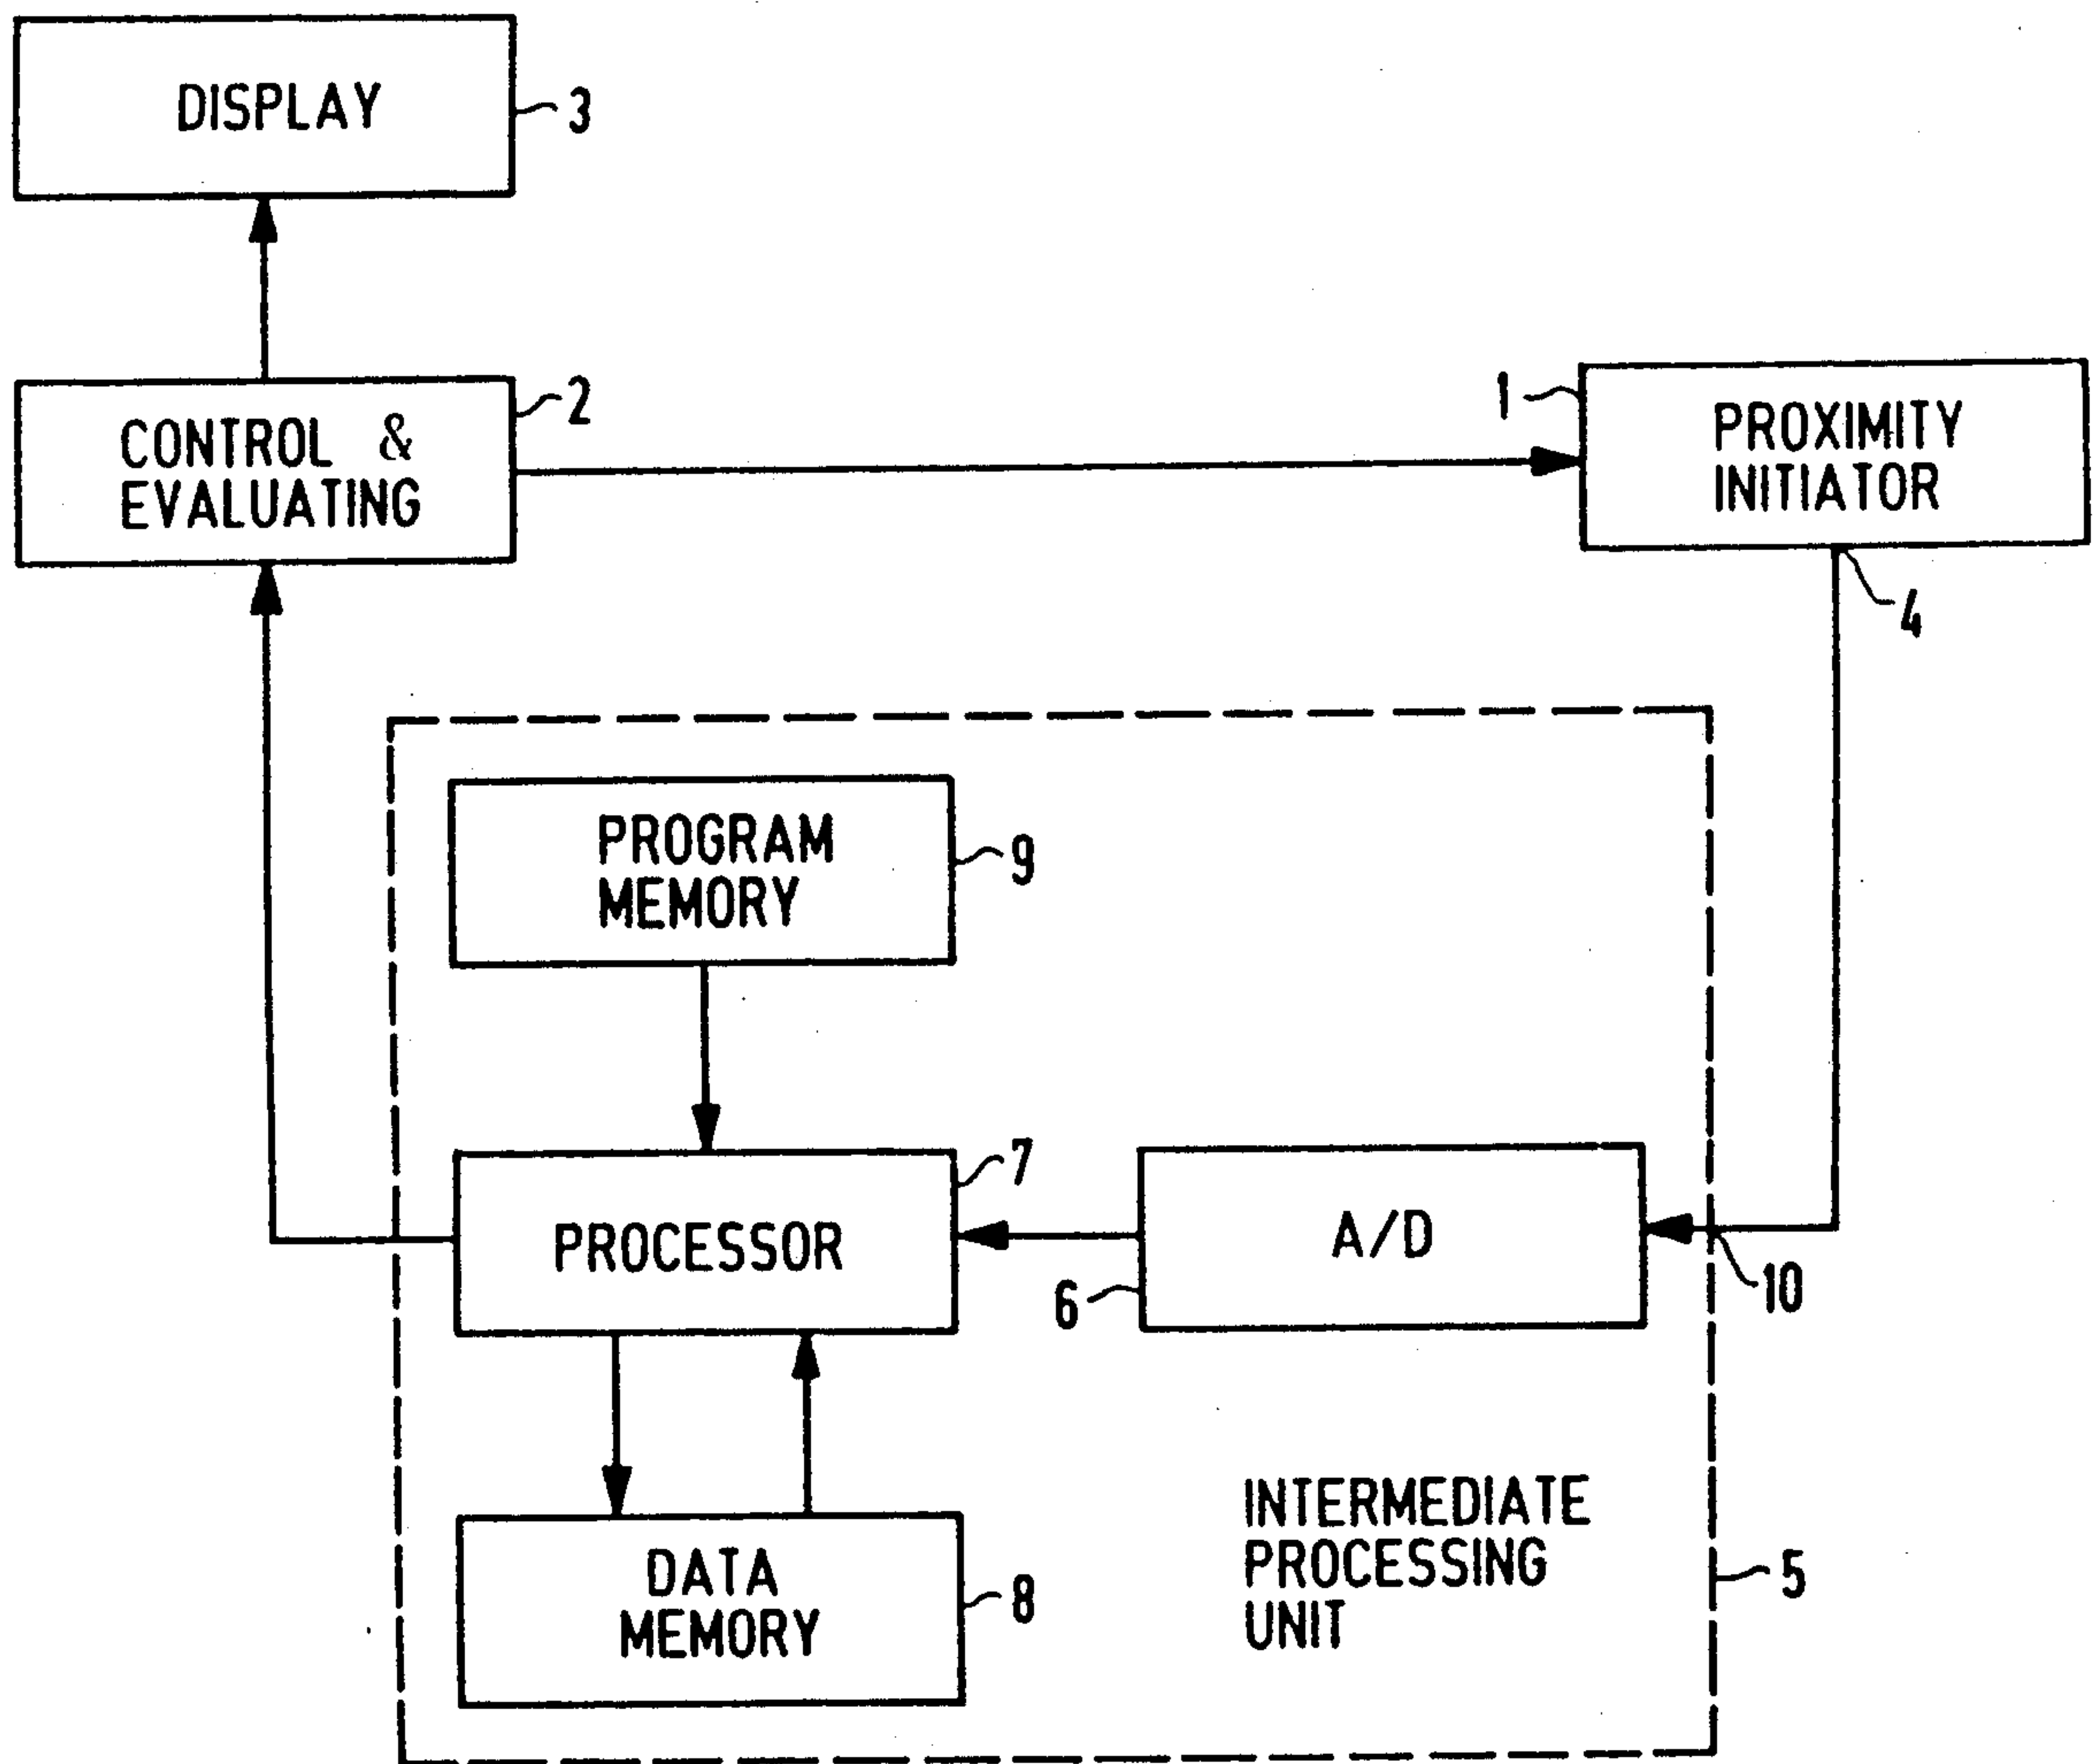 DISPLAY
3
CONTROL &
EVALUATING
2
1
PROXIMITY
INITIATOR
4
PROGRAM
MEMORY
9
PROCESSOR
7
A/D
6
10
DATA
MEMORY
8
INTERMEDIATE
PROCESSING
UNIT
5